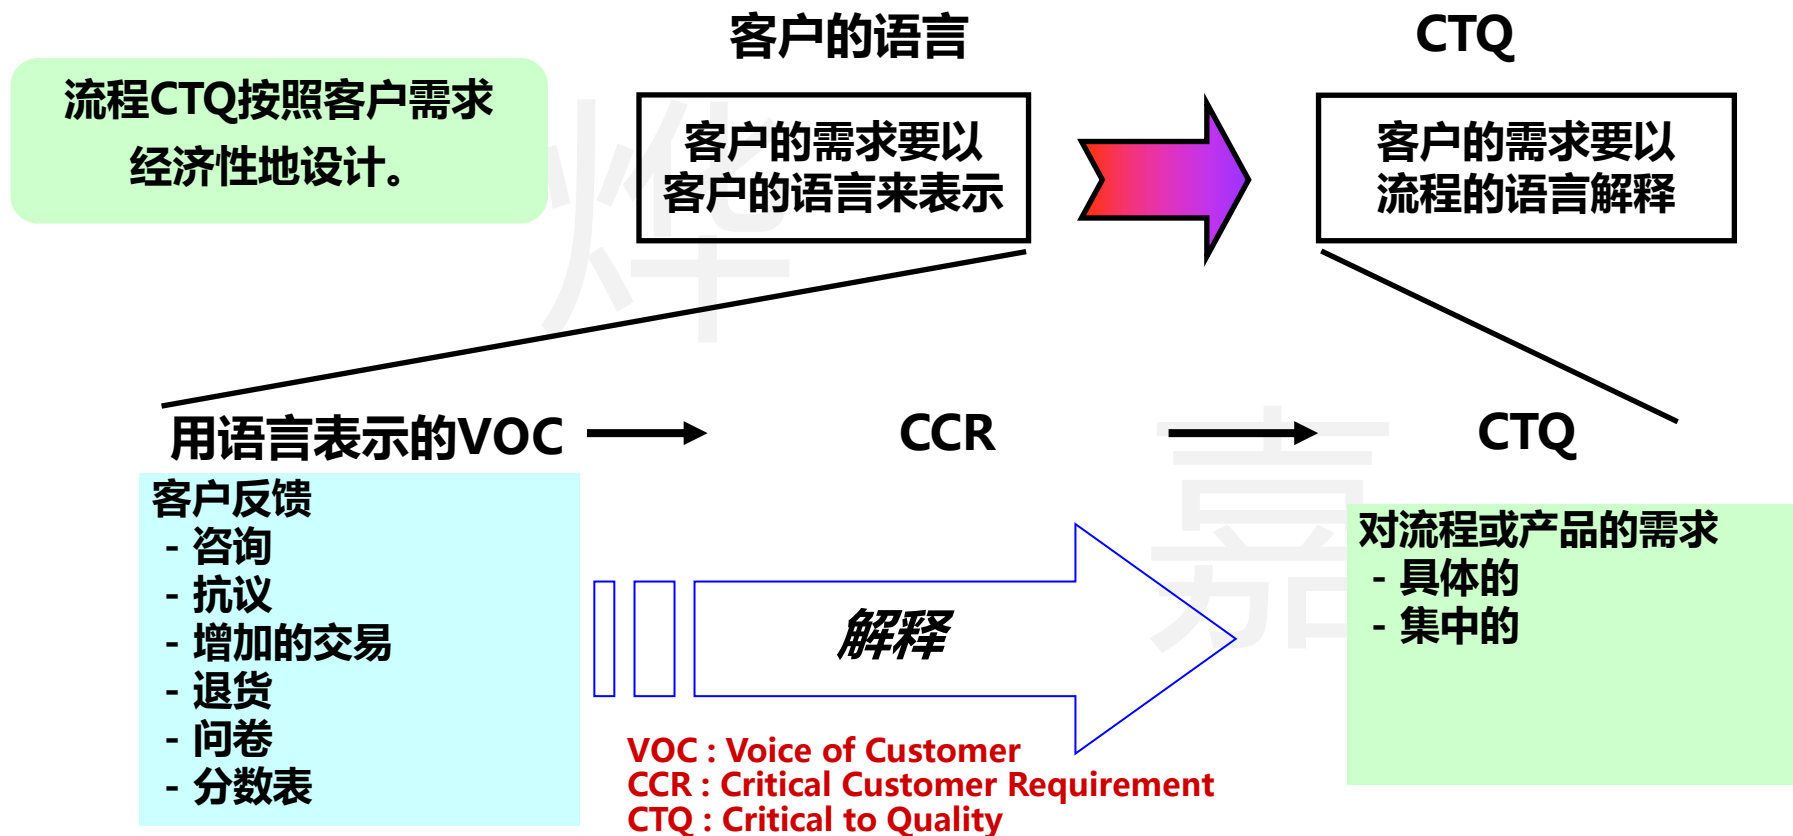 客户的语言
CTQ
流程CTQ按照客户需求
经济性地设计。
客户的需求要以
客户的语言来表示
客户的需求要以
流程的语言解释
用语言表示的VOC
CCR
CTQ
客户反馈
- 咨询
- 抗议
- 增加的交易
- 退货
- 问卷
- 分数表
解释
对流程或产品的需求
- 具体的
- 集中的
VOC : Voice of Customer
CCR : Critical Customer Requirement
CTQ : Critical to Quality
烨
嘉